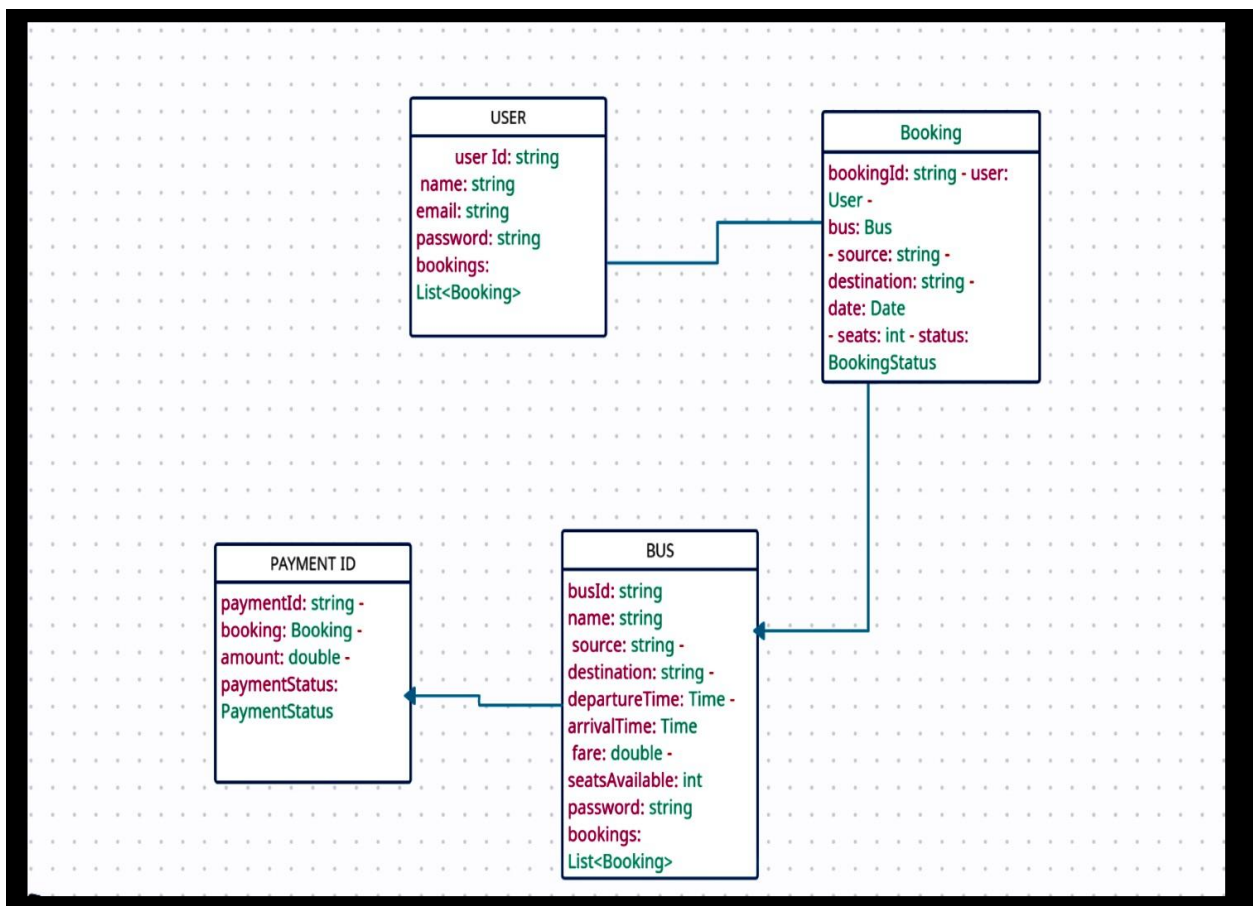 USER
user Id: string
name: string
email: string
password: string
bookings:
List<Booking>
Booking
bookingId: string - user:
User -
bus: Bus
- source: string -
destination: string -
date: Date
- seats: int - status:
BookingStatus
PAYMENT ID
paymentId: string -
booking: Booking -
amount: double -
paymentStatus:
PaymentStatus
BUS
busId: string
name: string
source: string -
destination: string -
departureTime: Time -
arrivalTime: Time
fare: double -
seatsAvailable: int
password: string
bookings:
List<Booking>